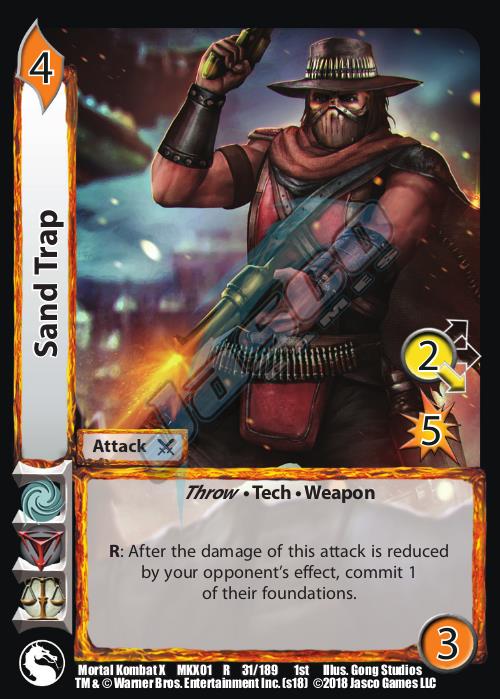 4
Sand Trap
Jasco
GAMES
2
5
Attack
Throw • Tech • Weapon
R: After the damage of this attack is reduced
by your opponent's effect, commit 1
of their foundations.
3
Mortal Kombat X MKX01 R 31/189 1st Illus. Gong Studios
TM & © Warner Bros. Entertainment Inc. (s18) ©2018 Jasco Games LLC